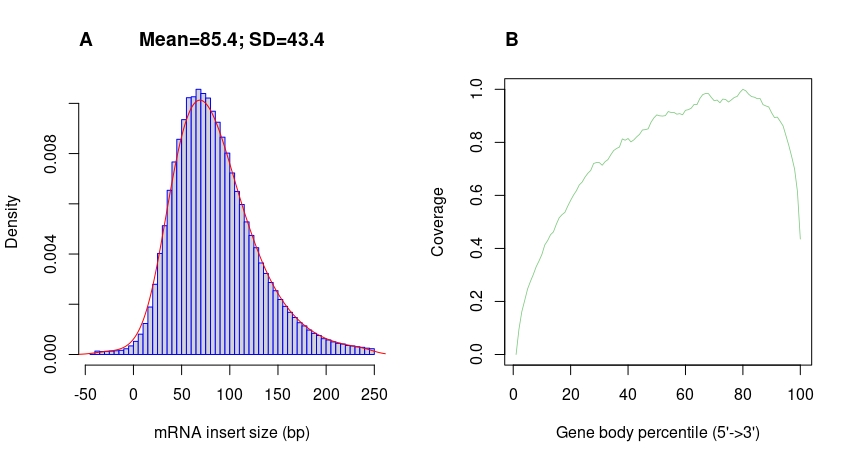 A Mean=85.4; SD=43.4
Density
0.000 0.004 0.008
-50 0 50 100 150 200 250
mRNA insert size (bp)
B
Coverage
0.0 0.2 0.4 0.6 0.8 1.0
0 20 40 60 80 100
Gene body percentile (5'->3')